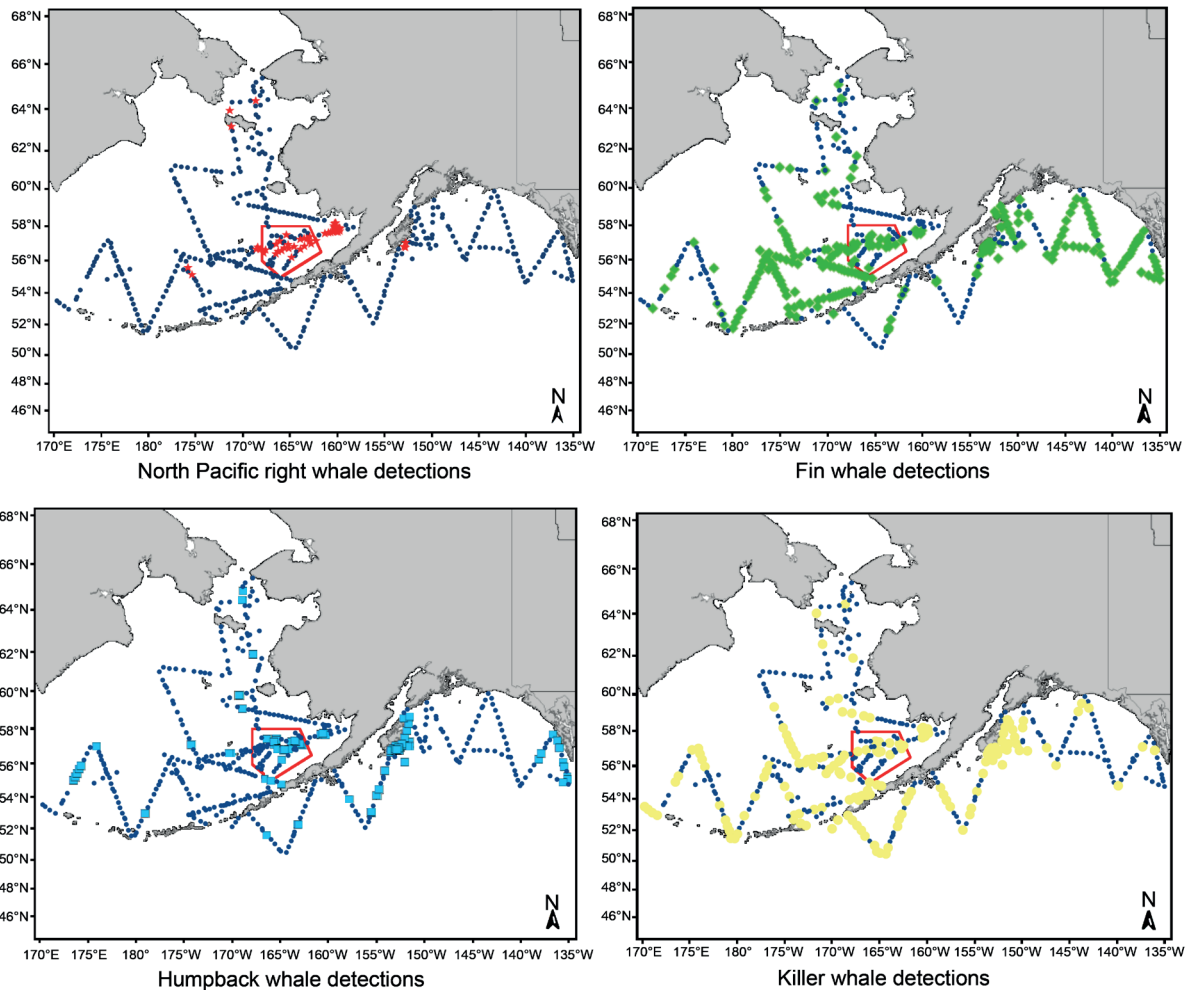 68°N
66°N
64°N
62°N
60°N
58°N
56°N
54°N
52°N
50°N
48°N
46°N
N
170°E 175°E 180° 175°W 170°W 165°W 160°W 155°W 150°W 145°W 140°W 135°W
North Pacific right whale detections
68°N
66°N
64°N
62°N
60°N
58°N
56°N
54°N
52°N
50°N
48°N
46°N
N
170°E 175°E 180° 175°W 170°W 165°W 160°W 155°W 150°W 145°W 140°W 135°W
Fin whale detections
68°N
66°N
64°N
62°N
60°N
58°N
56°N
54°N
52°N
50°N
48°N
46°N
N
170°E 175°E 180° 175°W 170°W 165°W 160°W 155°W 150°W 145°W 140°W 135°W
Humpback whale detections
68°N
66°N
64°N
62°N
60°N
58°N
56°N
54°N
52°N
50°N
48°N
46°N
N
170°E 175°E 180° 175°W 170°W 165°W 160°W 155°W 150°W 145°W 140°W 135°W
Killer whale detections